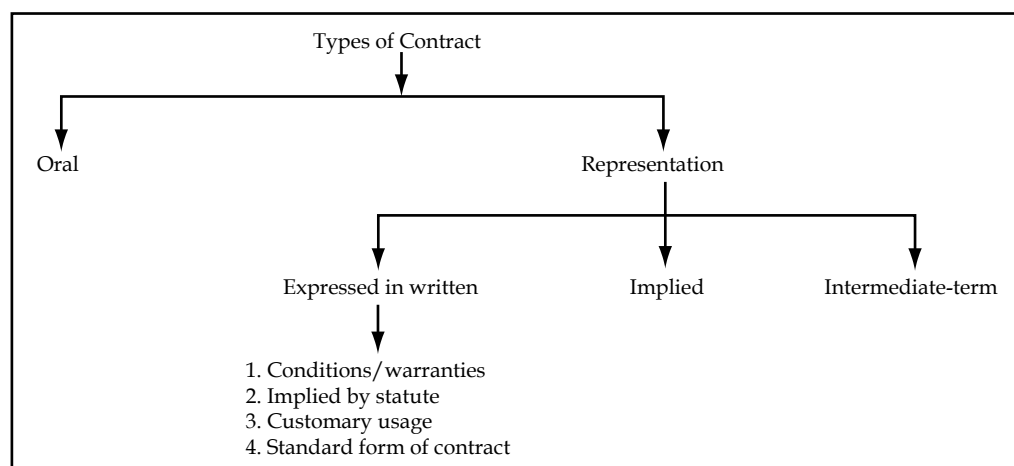 Types of Contract
Oral
Representation
Expressed in written
Implied
Intermediate-term
1. Conditions/warranties
2. Implied by statute
3. Customary usage
4. Standard form of contract